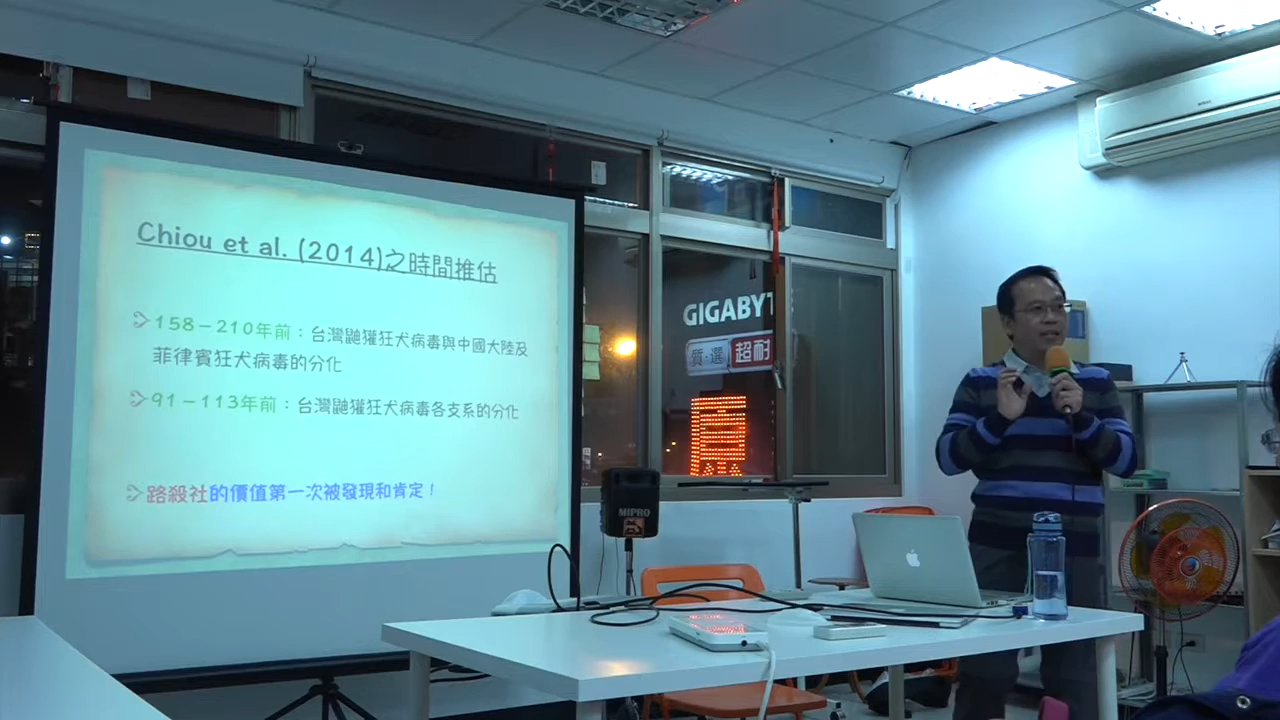 Chiou et al. (2014)之時間推估
158－210年前：台灣鼬獾狂犬病毒與中國大陸及
菲律賓狂犬病毒的分化
91－113年前：台灣鼬獾狂犬病毒各支系的分化
路殺社的價值第一次被發現和肯定！
GIGABYT
質‧選 超耐
MIPRO